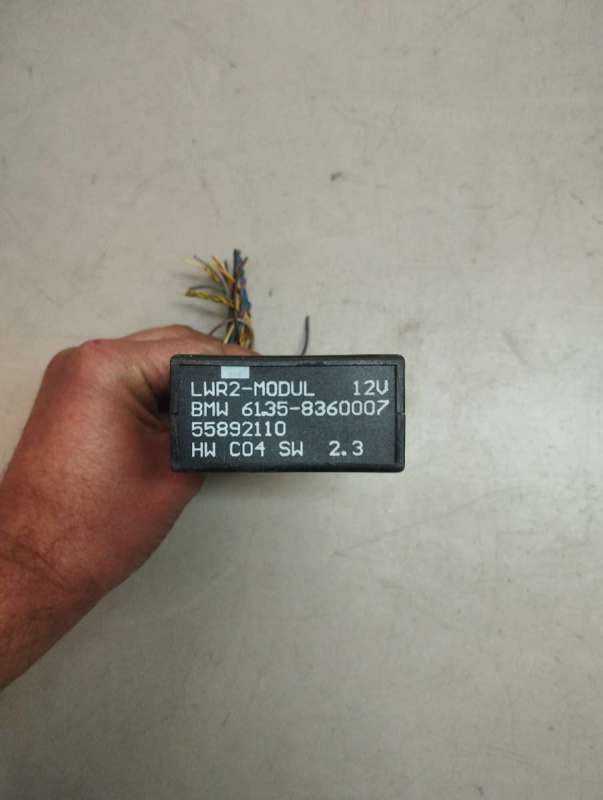 LWR2-MODUL 12V
BMW 61.35-8360007
55892110
HW C04 SW 2.3